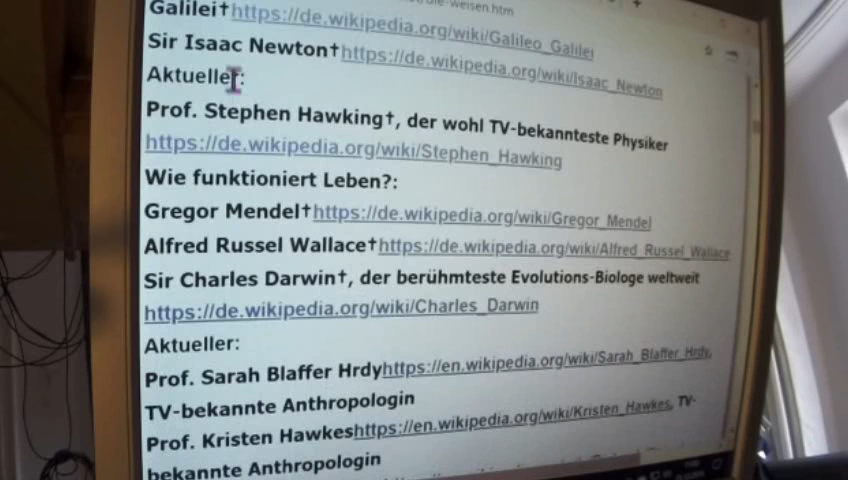 Galilei†https://de.wikipedia.org/wiki/Galileo_Galilei
Sir Isaac Newton†https://de.wikipedia.org/wiki/Isaac_Newton
Aktueller:
Prof. Stephen Hawking†, der wohl TV-bekannteste Physiker
https://de.wikipedia.org/wiki/Stephen_Hawking
Wie funktioniert Leben?:
Gregor Mendel†https://de.wikipedia.org/wiki/Gregor_Mendel
Alfred Russel Wallace†https://de.wikipedia.org/wiki/Alfred_Russel_Wallace
Sir Charles Darwin†, der berühmteste Evolutions-Biologe weltweit
https://de.wikipedia.org/wiki/Charles_Darwin
Aktueller:
Prof. Sarah Blaffer Hrdyhttps://en.wikipedia.org/wiki/Sarah_Blaffer_Hrdy,
TV-bekannte Anthropologin
Prof. Kristen Hawkeshttps://en.wikipedia.org/wiki/Kristen_Hawkes, TV-
bekannte Anthropologin